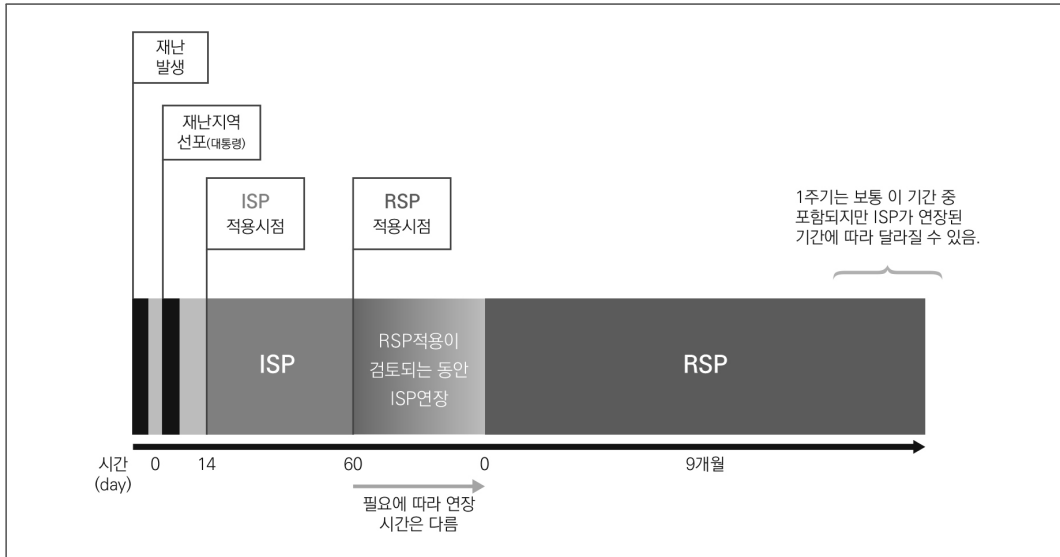 재난
발생
재난지역
선포(대통령)
ISP
적용시점
RSP
적용시점
1주기는 보통 이 기간 중
포함되지만 ISP가 연장된
기간에 따라 달라질 수 있음.
ISP
RSP적용이
검토되는 동안
ISP연장
RSP
시간
(day)
0
14
60
0
9개월
필요에 따라 연장
시간은 다름